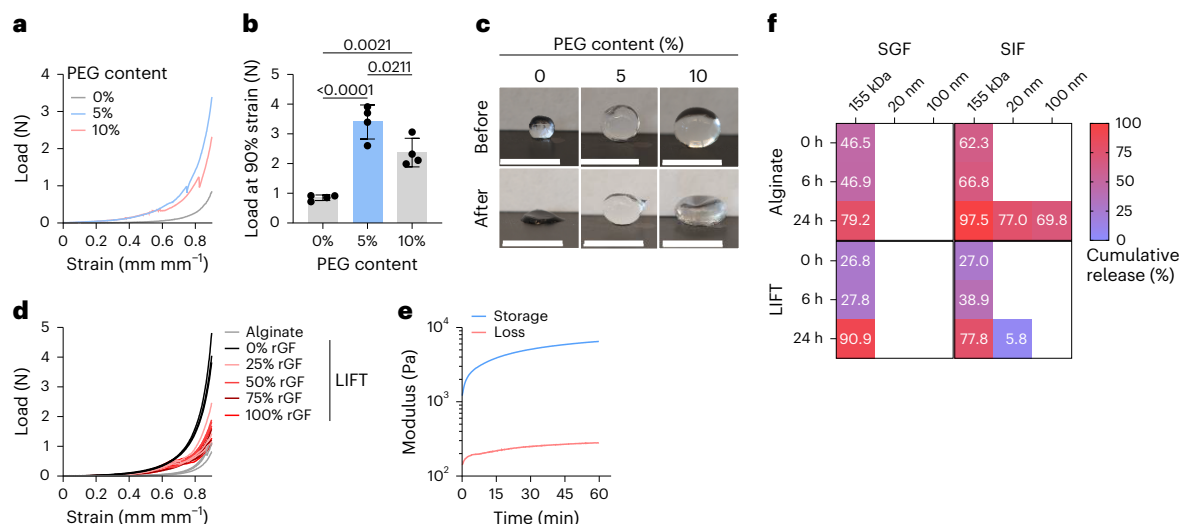 a
PEG content
0%
5%
10%
Load (N)
4
3
2
1
0
0 0.2 0.4 0.6 0.8
Strain (mm mm⁻¹)
b
0.0021
0.0211
<0.0001
Load at 90% strain (N)
5
4
3
2
1
0
0% 5% 10%
PEG content
c
PEG content (%)
0 5 10
Before
After
d
Load (N)
5
4
3
2
1
0
0 0.2 0.4 0.6 0.8
Strain (mm mm⁻¹)
Alginate
0% rGF
25% rGF
50% rGF
75% rGF
100% rGF
LIFT
e
Storage
Loss
Modulus (Pa)
10⁴
10³
10²
0 15 30 45 60
Time (min)
f
SGF SIF
155 kDa 20 nm 100 nm 155 kDa 20 nm 100 nm
Alginate
0 h 46.5 62.3
6 h 46.9 66.8
24 h 79.2 97.5 77.0 69.8
LIFT
0 h 26.8 27.0
6 h 27.8 38.9
24 h 90.9 77.8 5.8
100
75
50
25
0
Cumulative
release (%)